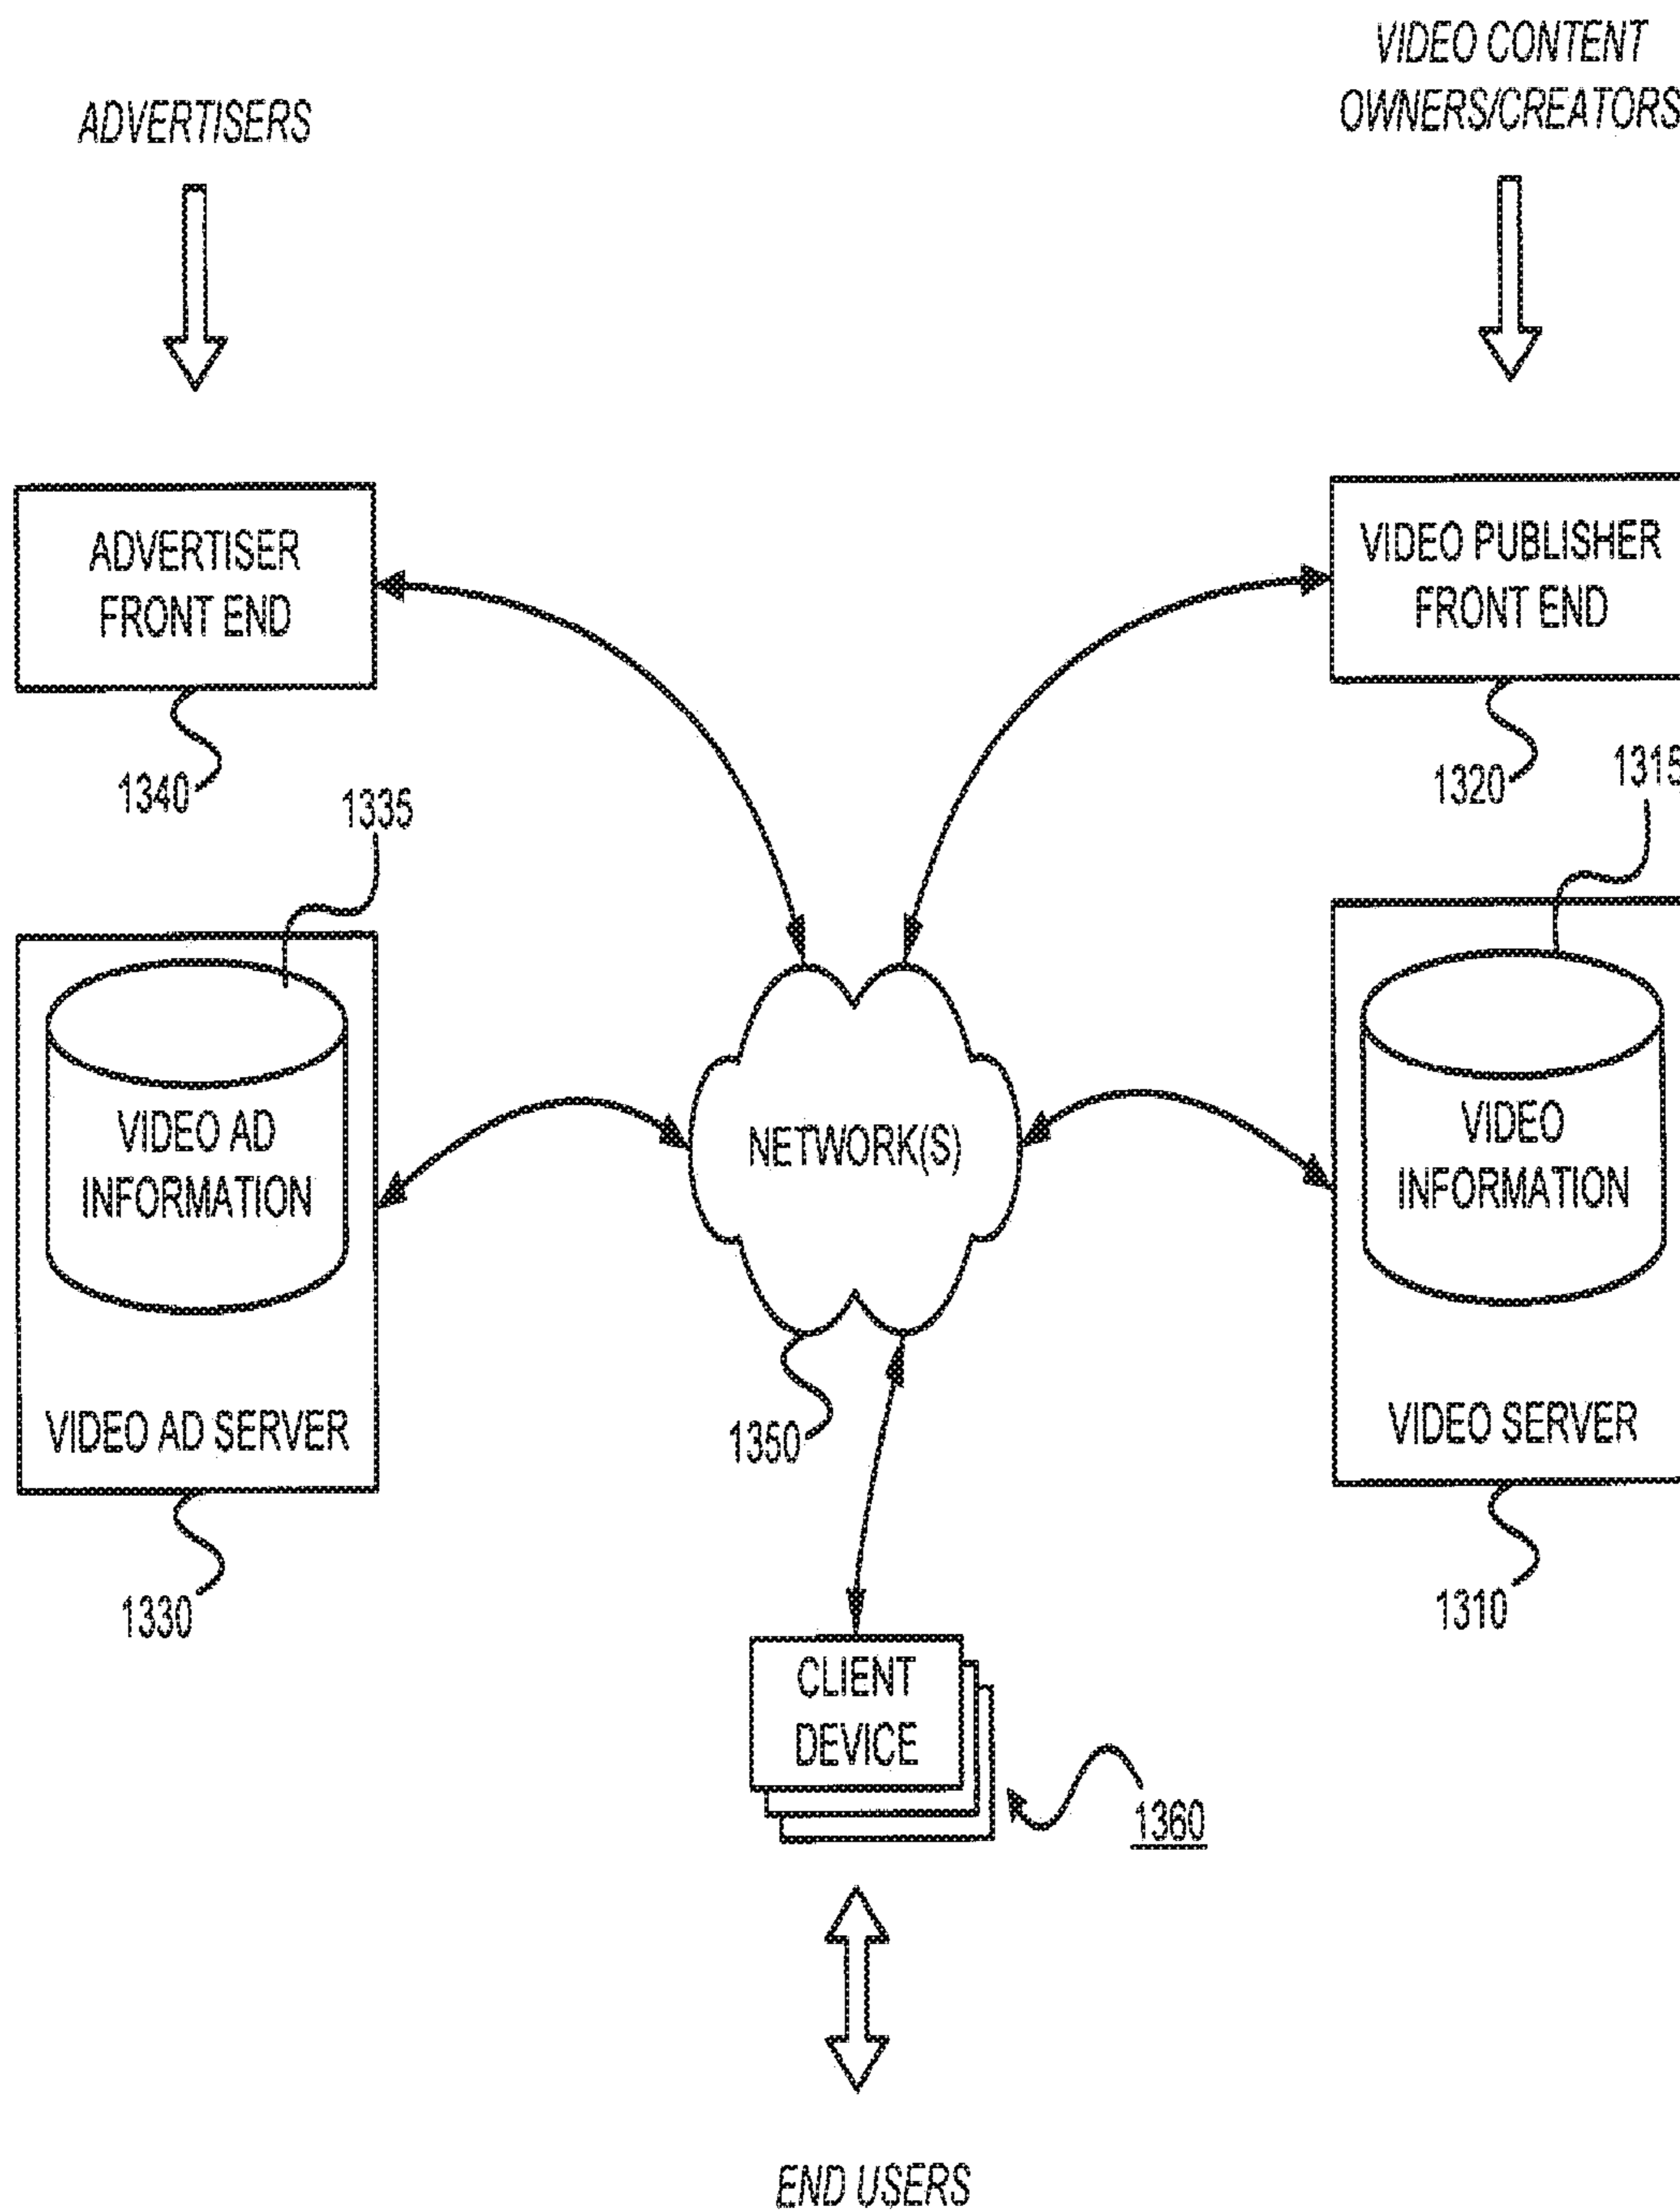 VIDEO CONTENT
OWNERS/CREATORS
ADVERTISERS
ADVERTISER
FRONT END
VIDEO PUBLISHER
FRONT END
1340
1335
1320
1315
VIDEO AD
INFORMATION
VIDEO AD SERVER
NETWORK(S)
VIDEO
INFORMATION
VIDEO SERVER
1350
1330
1310
CLIENT
DEVICE
1360
END USERS